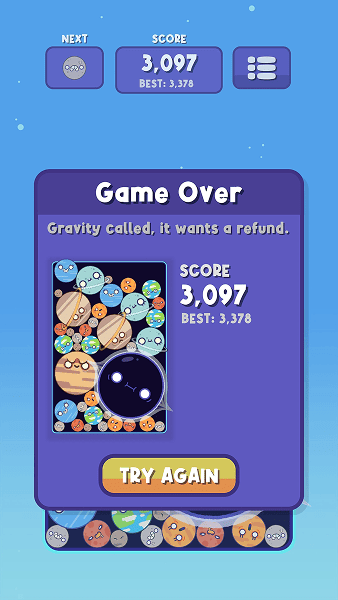 NEXT
SCORE
3,097
BEST: 3,378
Game Over
Gravity called, it wants a refund.
SCORE
3,097
BEST: 3,378
TRY AGAIN